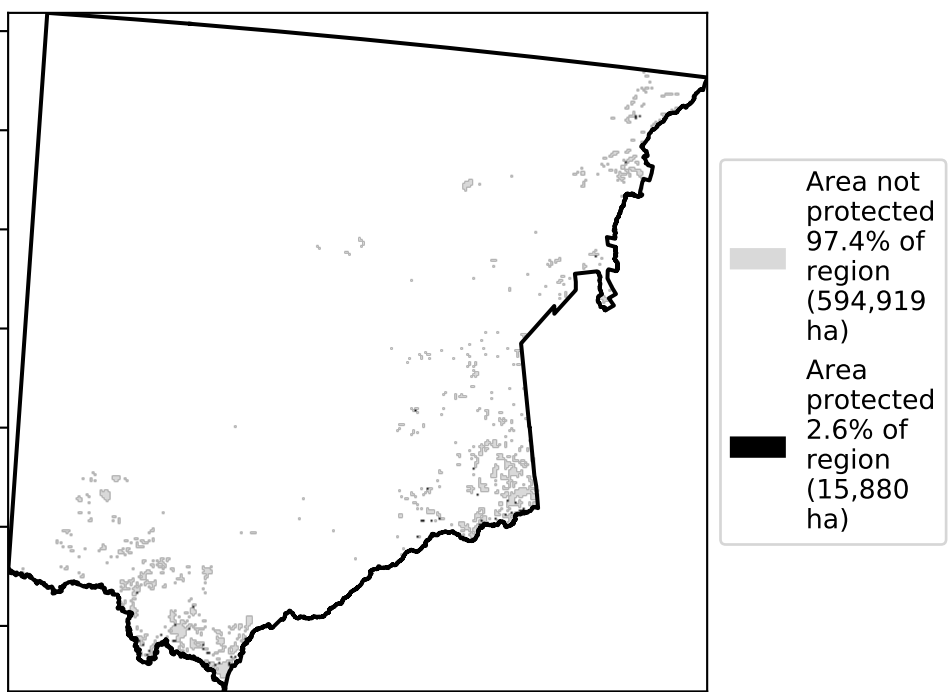 Area not
protected
97.4% of
region
(594,919
ha)
Area
protected
2.6% of
region
(15,880
ha)